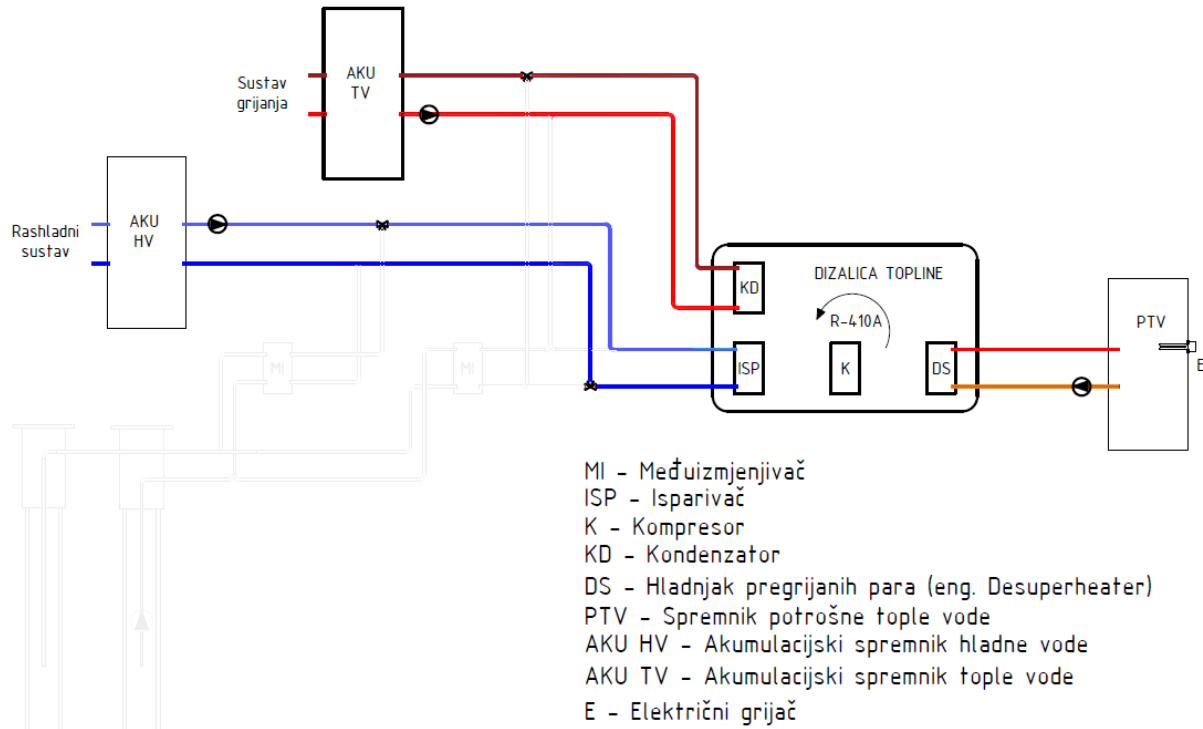 Sustav
grijanja
AKU
TV
Rashladni
sustav
AKU
HV
DIZALICA TOPLINE
KD
R-410A
PTV
MI
MI
ISP
K
DS
E
MI - Međuizmjenjivač
ISP - Isparivač
K - Kompresor
KD - Kondenzator
DS - Hladnjak pregrijanih para (eng. Desuperheater)
PTV - Spremnik potrošne tople vode
AKU HV - Akumulacijski spremnik hladne vode
AKU TV - Akumulacijski spremnik tople vode
E - Električni grijač